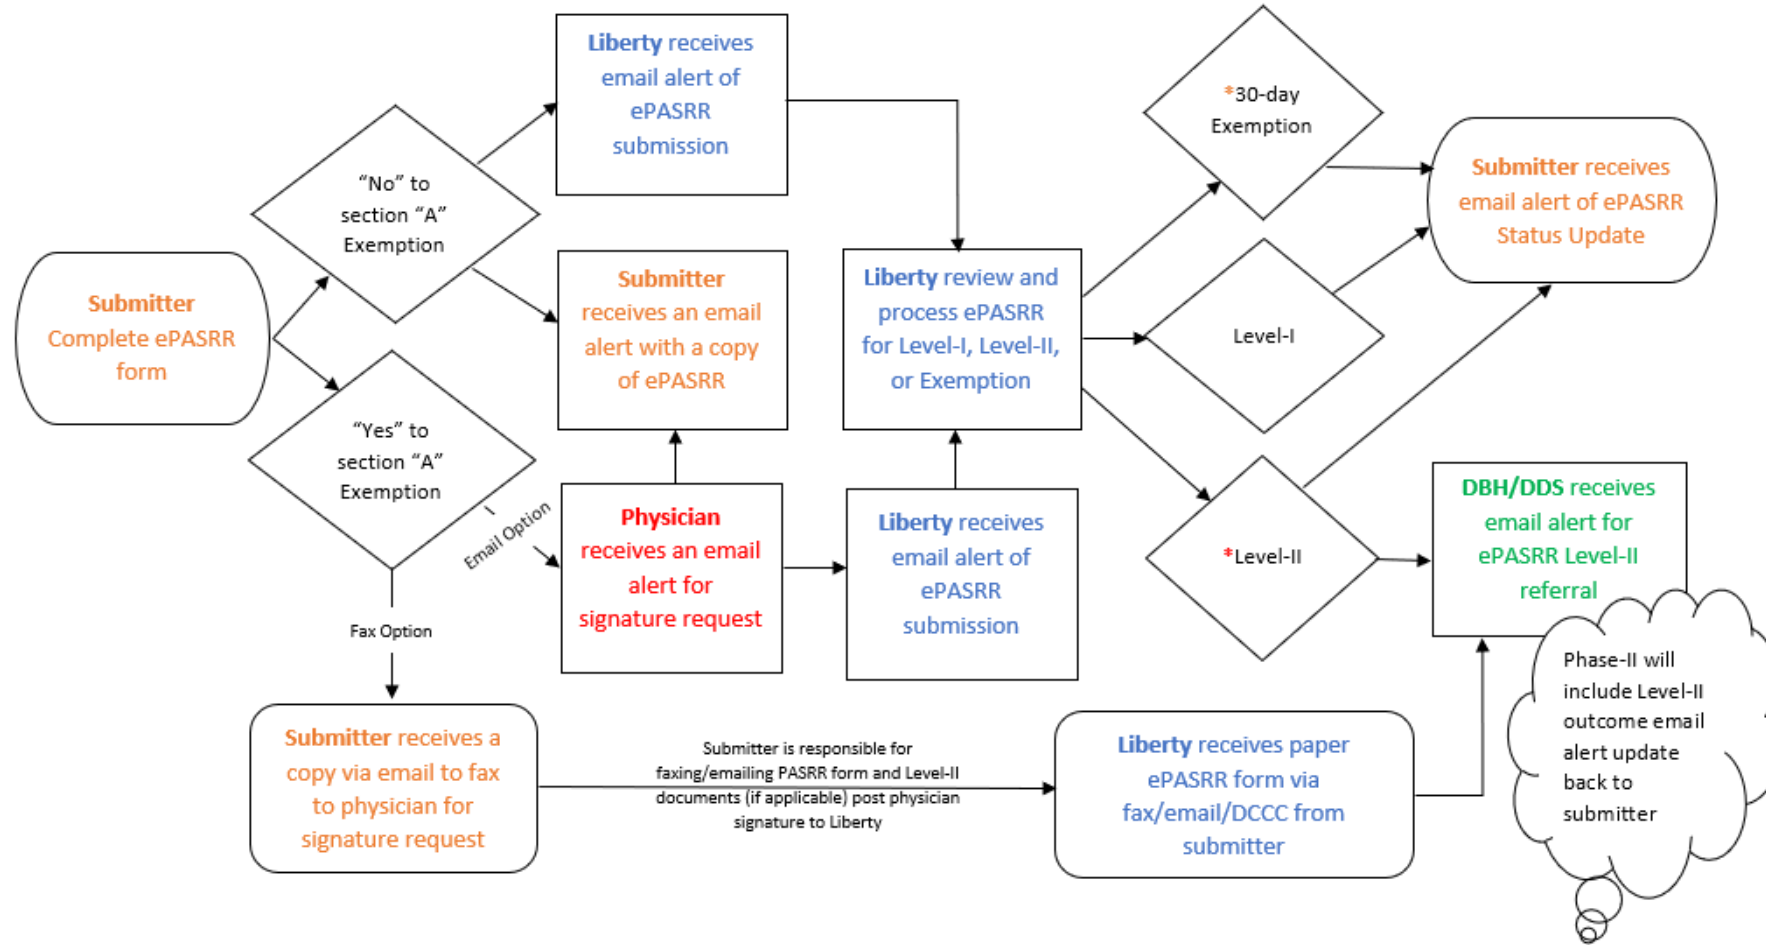 Submitter
Complete ePASRR
form
“No” to
section “A”
Exemption
“Yes” to
section “A”
Exemption
Liberty receives
email alert of
ePASRR
submission
Submitter
receives an email
alert with a copy
of ePASRR
Email Option
Physician
receives an email
alert for
signature request
Liberty receives
email alert of
ePASRR
submission
Liberty review and
process ePASRR
for Level-I, Level-II,
or Exemption
*30-day
Exemption
Level-I
*Level-II
Submitter receives
email alert of ePASRR
Status Update
DBH/DDS receives
email alert for
ePASRR Level-II
referral
Phase-II will
include Level-II
outcome email
alert update
back to
submitter
Fax Option
Submitter receives a
copy via email to fax
to physician for
signature request
Submitter is responsible for
faxing/emailing PASRR form and Level-II
documents (if applicable) post physician
signature to Liberty
Liberty receives paper
ePASRR form via
fax/email/DCCC from
submitter